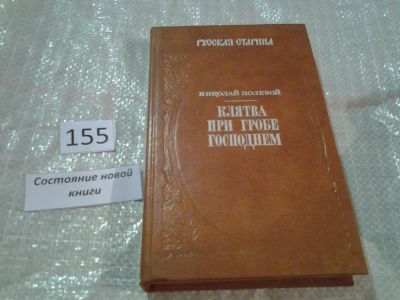 РУССКАЯ СТАРИНА
НИКОЛАЙ ПОЛЕВОЙ
КЛЯТВА
ПРИ ГРОБЕ
ГОСПОДНЕМ
155
Состояние новой
книги